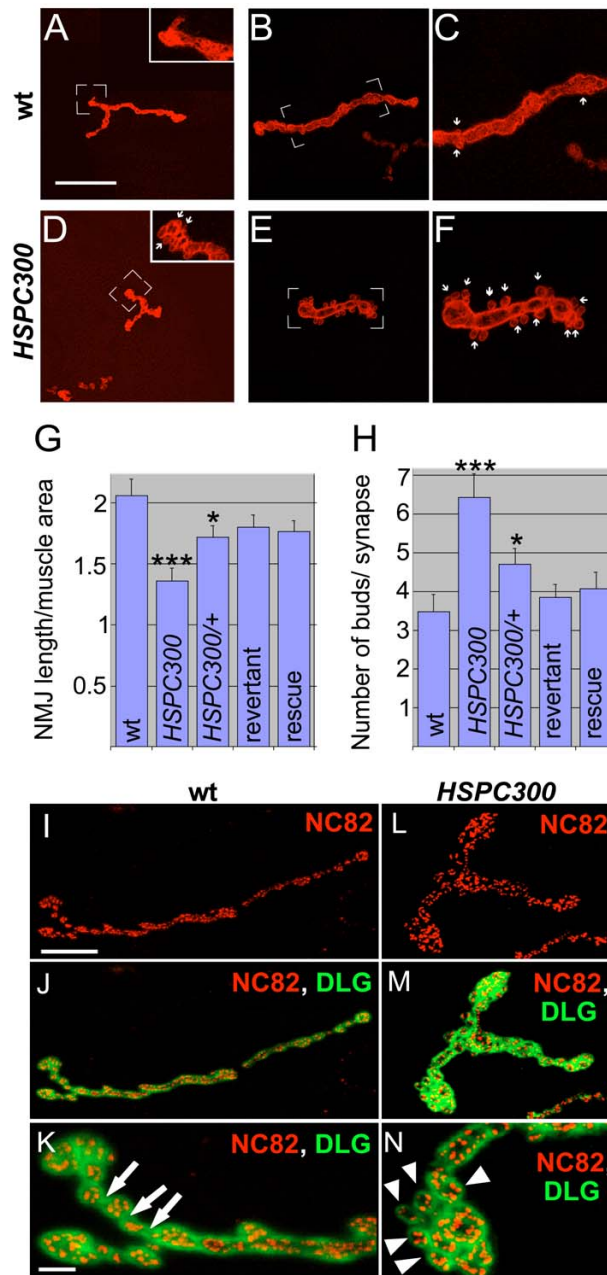 A
B
C
wt
D
E
F
HSPC300
G
H
NMJ length/muscle area
2
1.5
1
0.5
***
*
wt
HSPC300
HSPC300/+
revertant
rescue
Number of buds/ synapse
7
6
5
4
3
2
1
***
*
wt
HSPC300
HSPC300/+
revertant
rescue
wt
HSPC300
I
NC82
L
NC82
J
NC82, DLG
M
NC82,
DLG
K
NC82, DLG
N
NC82
DLG